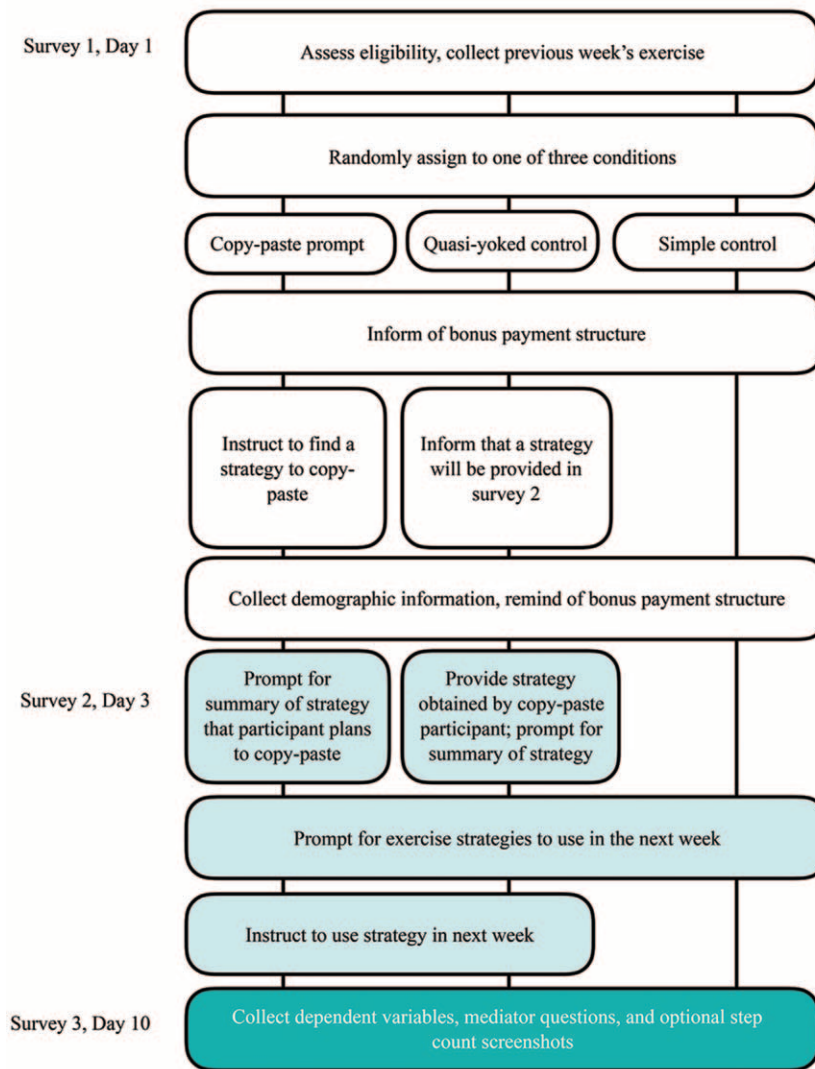 Survey 1, Day 1
Assess eligibility, collect previous week's exercise
Randomly assign to one of three conditions
Copy-paste prompt
Quasi-yoked control
Simple control
Inform of bonus payment structure
Instruct to find a
strategy to copy-
paste
Inform that a strategy
will be provided in
survey 2
Collect demographic information, remind of bonus payment structure
Survey 2, Day 3
Prompt for
summary of strategy
that participant plans
to copy-paste
Provide strategy
obtained by copy-paste
participant; prompt for
summary of strategy
Prompt for exercise strategies to use in the next week
Instruct to use strategy in next week
Survey 3, Day 10
Collect dependent variables, mediator questions, and optional step
count screenshots